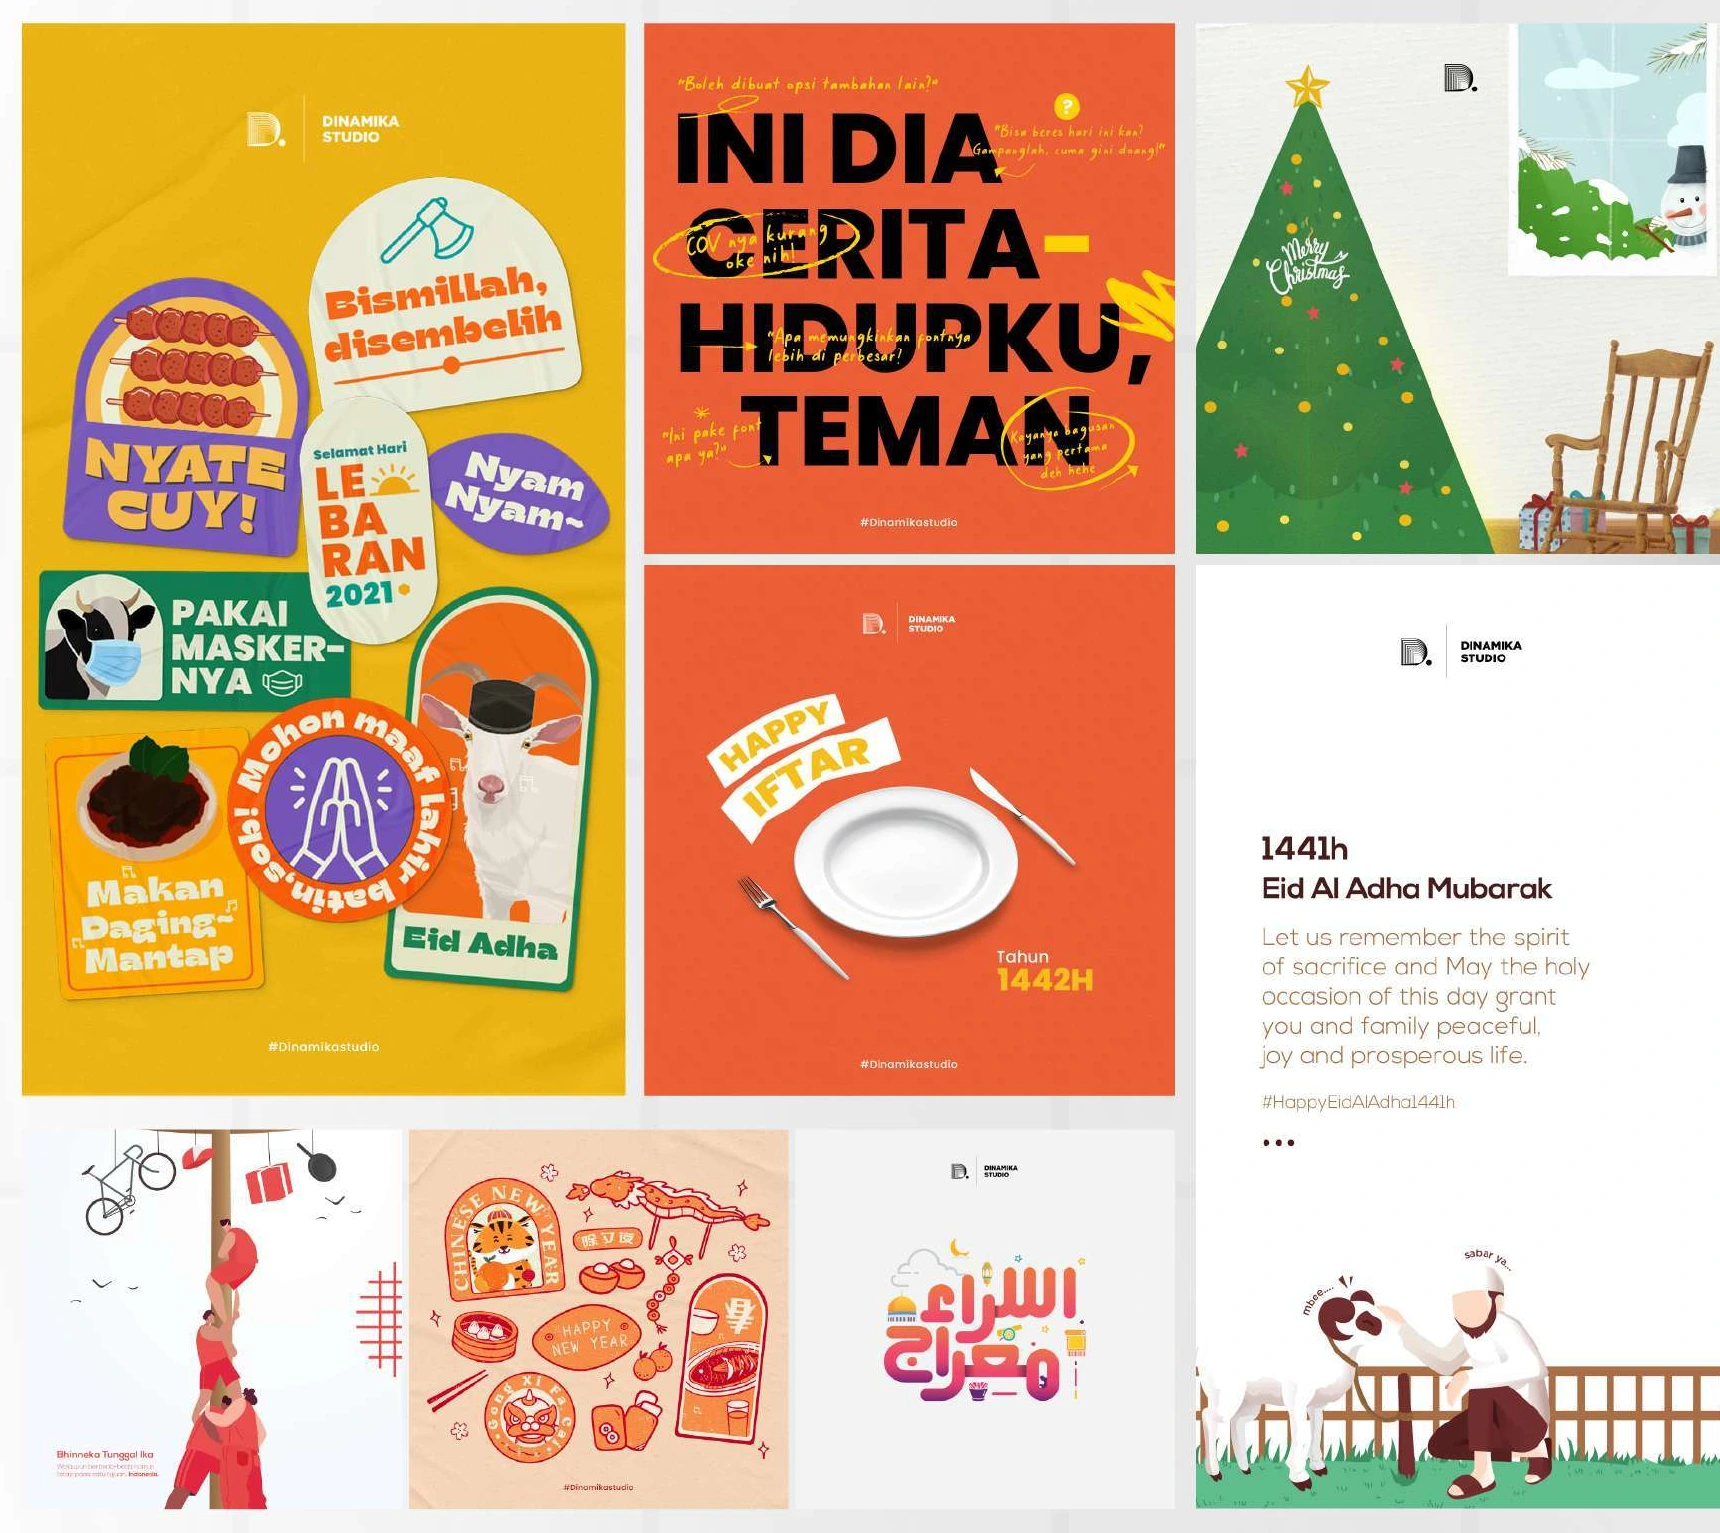 DINAMIKA
STUDIO
Bismillah,
disembelih
NYATE
CUY!
Selamat Hari
LE
BA
RAN
2021
Nyam
Nyam~
PAKAI
MASKER-
NYA
Mohon maaf lahir batin,sob!
Makan
Daging~
Mantap
Eid Adha
#Dinamikastudio
"Boleh dibuat opsi tambahan lain?"
?
INI DIA
"Bisa beres hari ini kan?
Gampanglah, cuma gini doang!"
CERITA-
COV nya kurang
oke nih!
HIDUPKU,
"Apa memungkinkan fontnya
lebih di perbesar?
TEMAN
"Ini pake font
apa ya?"
Kayanya bagusan
yang pertama
deh hehe
#Dinamikastudio
D.
Merry
Christmas
DINAMIKA
STUDIO
HAPPY
IFTAR
Tahun
1442H
#Dinamikastudio
DINAMIKA
STUDIO
1441h
Eid Al Adha Mubarak
Let us remember the spirit
of sacrifice and May the holy
occasion of this day grant
you and family peaceful,
joy and prosperous life.
#HappyEidAlAdha1441h
sabar ya...
mbee....
Bhinneka Tunggal Ika
Indonesia
CHINESE NEW YEAR
除夕夜
HAPPY
NEW YEAR
Gong Xi Fa Cai
#Dinamikastudio
DINAMIKA
STUDIO
اسراء
معراج